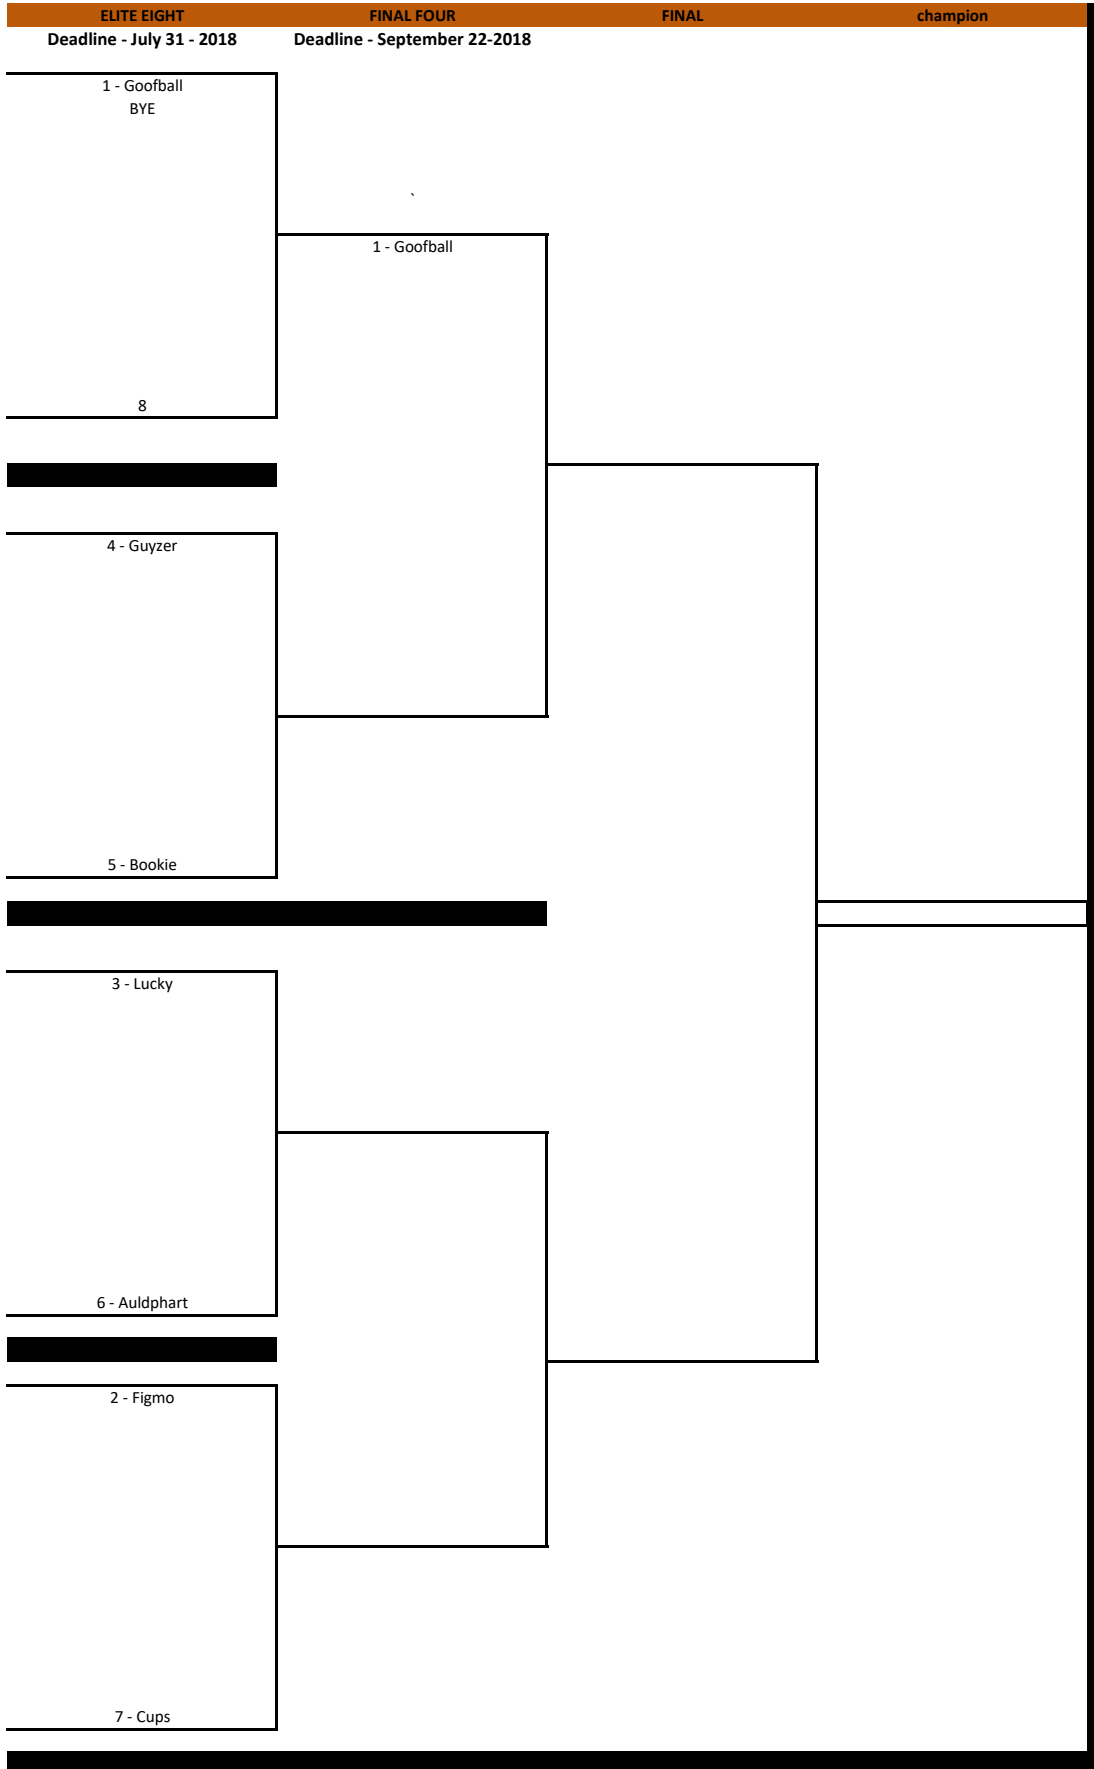 ELITE EIGHT FINAL FOUR FINAL champion
Deadline - July 31 - 2018 Deadline - September 22-2018
1 - Goofball
BYE
`
1 - Goofball
8
4 - Guyzer
5 - Bookie
3 - Lucky
6 - Auldphart
2 - Figmo
7 - Cups